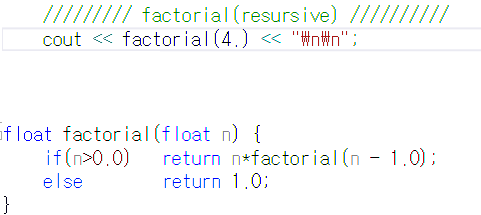 ///////// factorial(resursive) //////////
cout << factorial(4.) << "₩n₩n";
float factorial(float n) {
if(n>0.0) return n*factorial(n - 1.0);
else return 1.0;
}